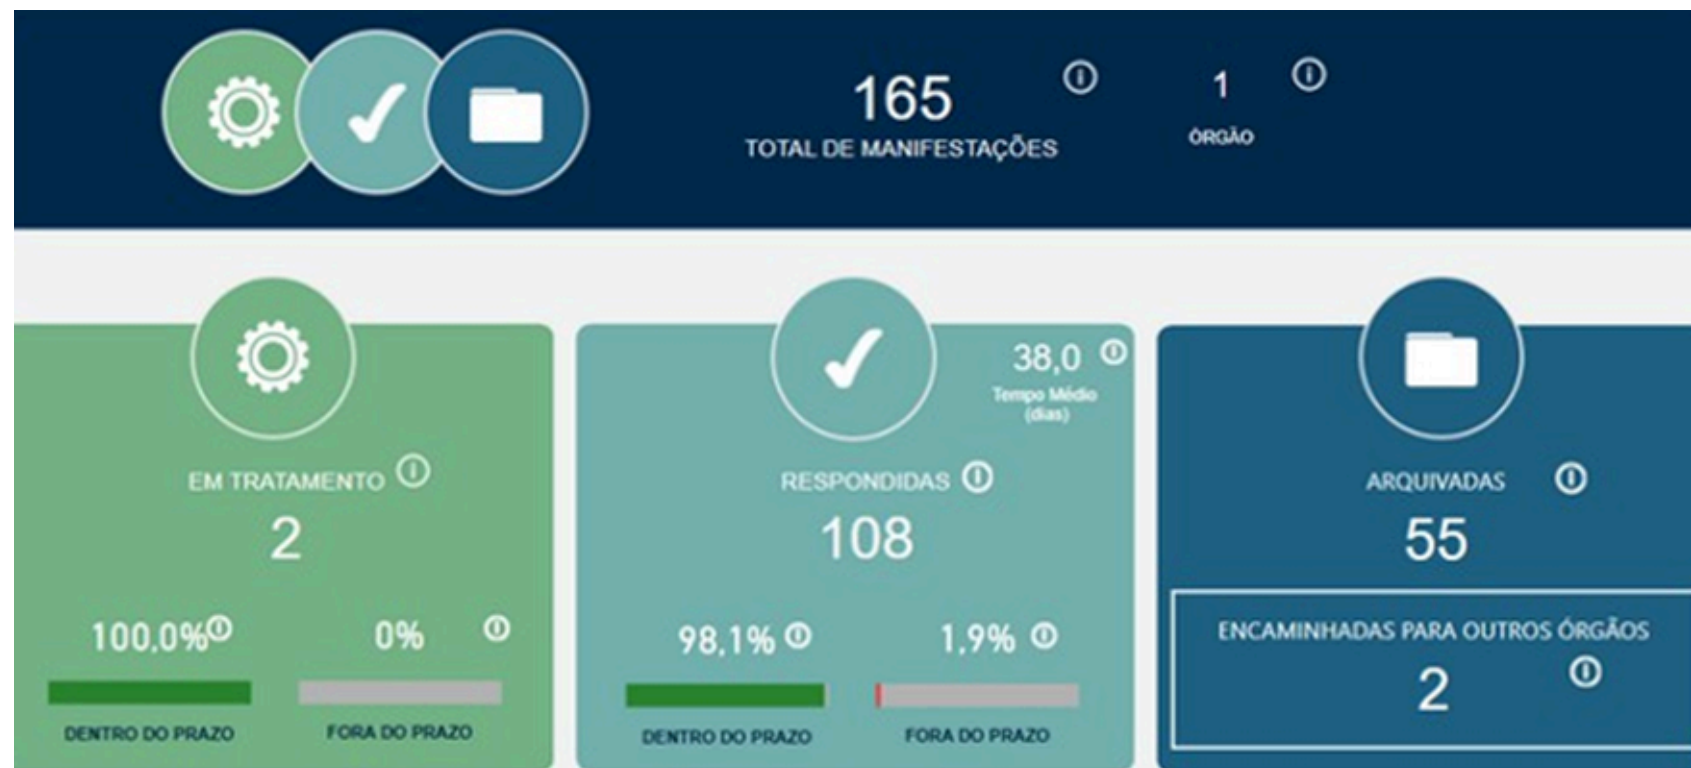 165
TOTAL DE MANIFESTAÇÕES
1
ÓRGÃO
EM TRATAMENTO
2
100,0%
0%
DENTRO DO PRAZO
FORA DO PRAZO
38,0
Tempo Médio
(dias)
RESPONDIDAS
108
98,1%
1,9%
DENTRO DO PRAZO
FORA DO PRAZO
ARQUIVADAS
55
ENCAMINHADAS PARA OUTROS ÓRGÃOS
2